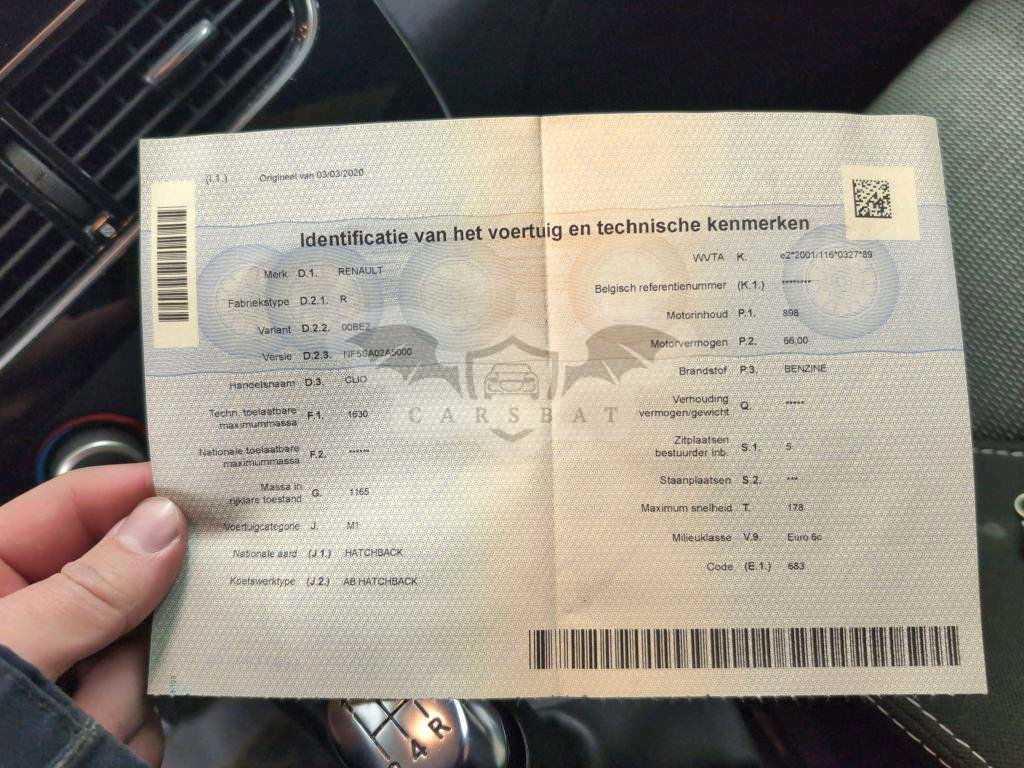 (I.1.) Origineel van 03/03/2020
Identificatie van het voertuig en technische kenmerken
Merk D.1. RENAULT
Fabriekstype D.2.1. R
Variant D.2.2. 00BE2
Versie D.2.3. NF5SA02A5000
Handelsnaam D.3. CLIO
Techn. toelaatbare
maximummassa F.1. 1630
Nationale toelaatbare
maximummassa F.2. ******
Massa in
rijklare toestand G. 1165
Voertuigcategorie J. M1
Nationale aard (J.1.) HATCHBACK
Koetswerktype (J.2.) AB HATCHBACK
WVTA K. e2*2001/116*0327*89
Belgisch referentienummer (K.1.) ********
Motorinhoud P.1. 898
Motorvermogen P.2. 66,00
Brandstof P.3. BENZINE
Verhouding
vermogen/gewicht Q. *****
Zitplaatsen
bestuurder inb. S.1. 5
Staanplaatsen S.2. ***
Maximum snelheid T. 178
Milieuklasse V.9. Euro 6c
Code (E.1.) 683
CARSBAT
4 R